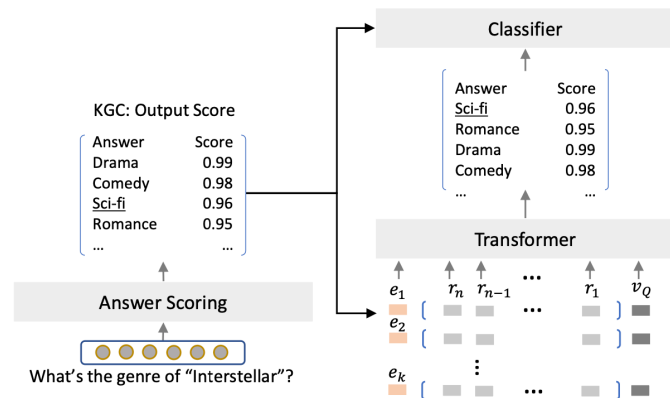 Classifier
KGC: Output Score
Answer Score
Drama 0.99
Comedy 0.98
Sci-fi 0.96
Romance 0.95
... ...
Answer Scoring
What's the genre of “Interstellar”?
Answer Score
Sci-fi 0.96
Romance 0.95
Drama 0.99
Comedy 0.98
... ...
Transformer
e₁ rₙ rₙ₋₁ ... r₁ v_Q
...
e₂
...
eₖ
...